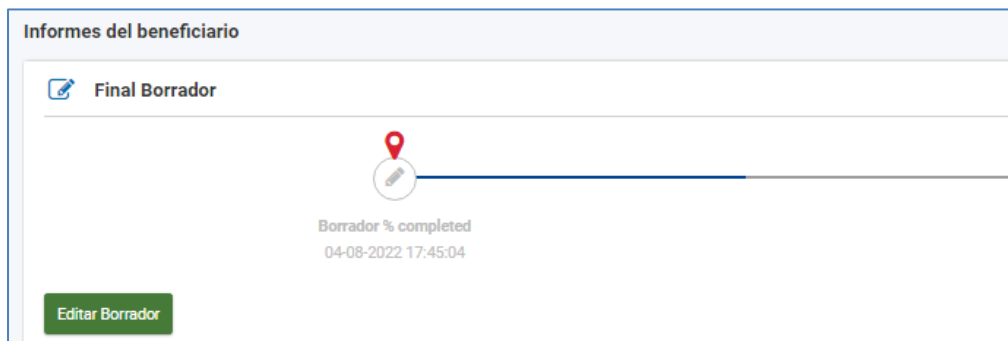 Informes del beneficiario
Final Borrador
Borrador % completed
04-08-2022 17:45:04
Editar Borrador